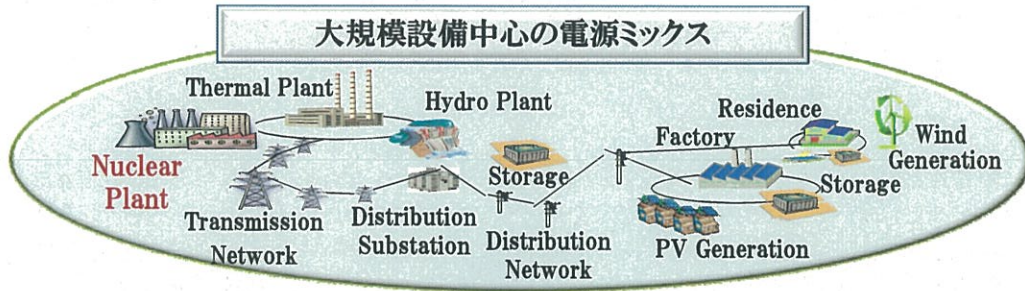 大規模設備中心の電源ミックス
Thermal Plant
Hydro Plant
Residence
Factory
Wind
Generation
Nuclear
Plant
Storage
Storage
Transmission
Network
Distribution
Substation
Distribution
Network
PV Generation